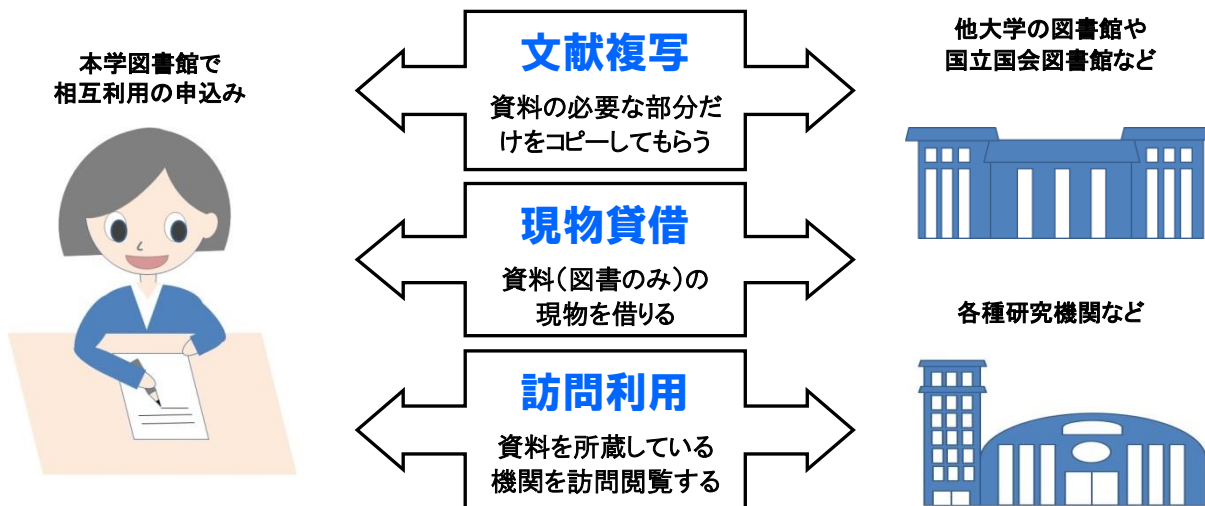 本学図書館で
相互利用の申込み
文献複写
資料の必要な部分だ
けをコピーしてもらう
現物貸借
資料(図書のみ)の
現物を借りる
訪問利用
資料を所蔵している
機関を訪問閲覧する
他大学の図書館や
国立国会図書館など
各種研究機関など